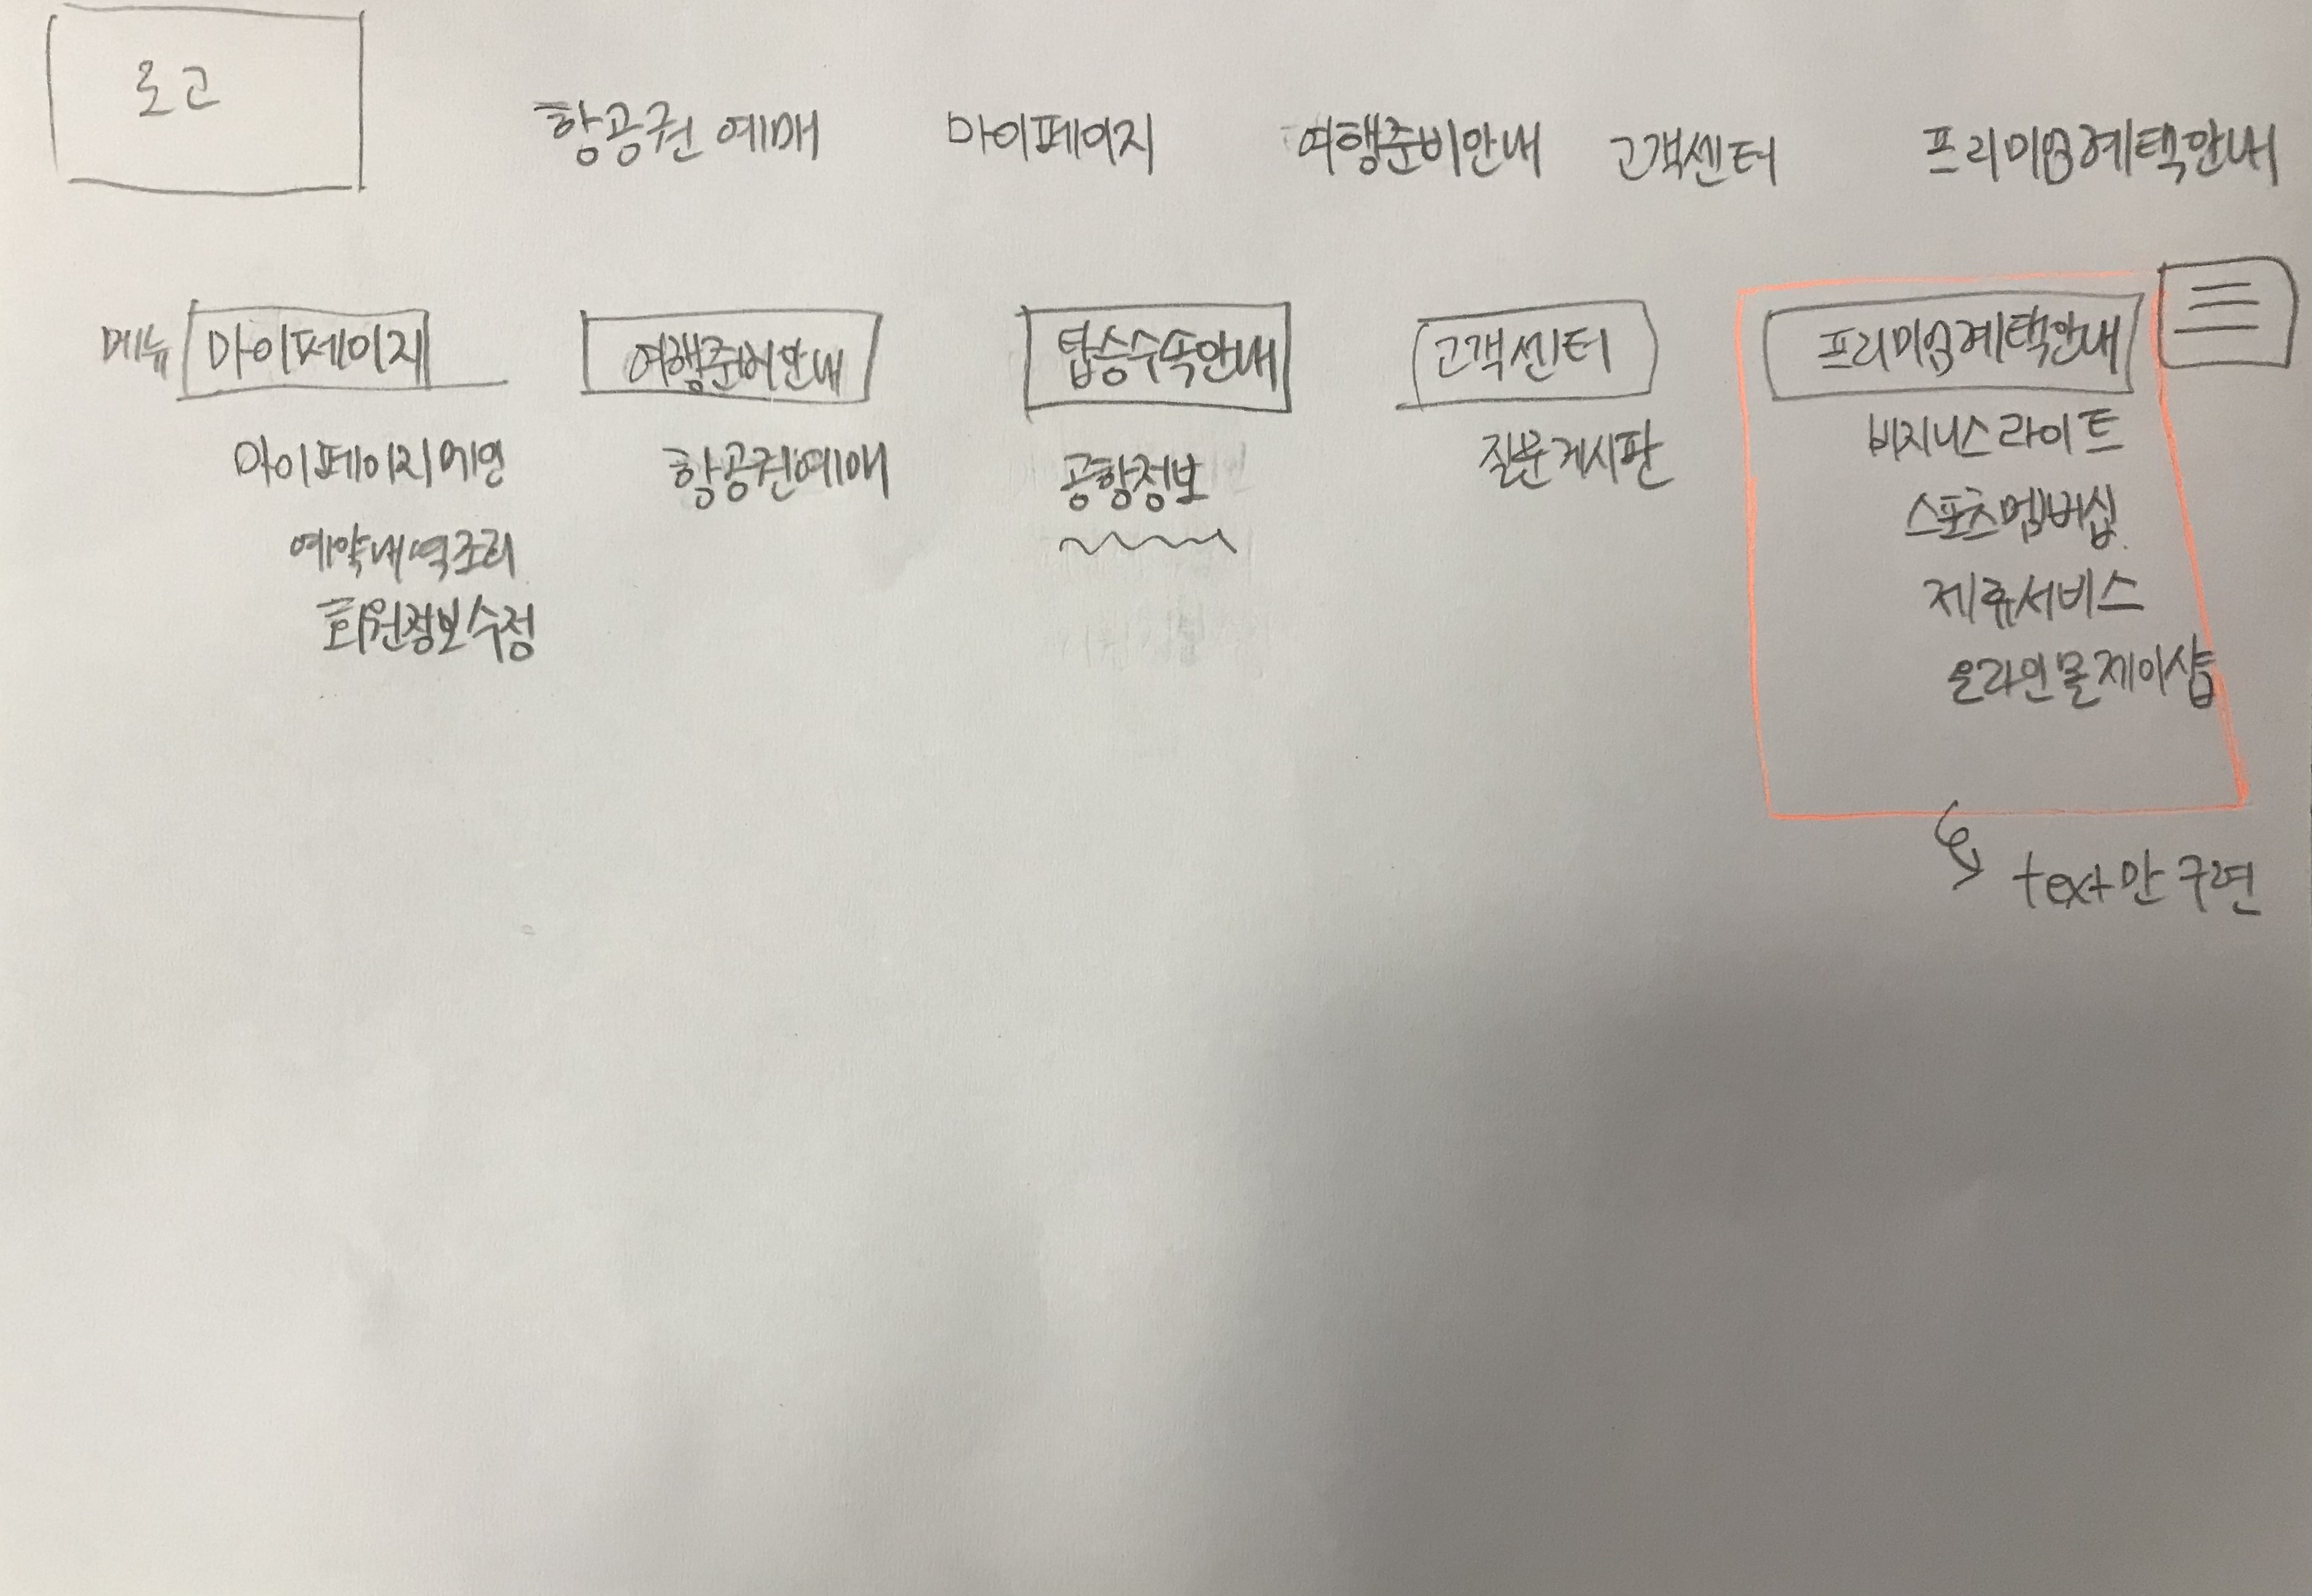 로고
항공권 예매 마이페이지 여행준비안내 고객센터 프리미엄혜택안내
메뉴 마이페이지 여행준비안내 탑승수속안내 고객센터 프리미엄혜택안내
마이페이지메인 항공권예매 공항정보 질문게시판 비지니스라이트
예약내역조회 스포츠멤버십
회원정보수정 제휴서비스
온라인몰제이샵
text만 구현